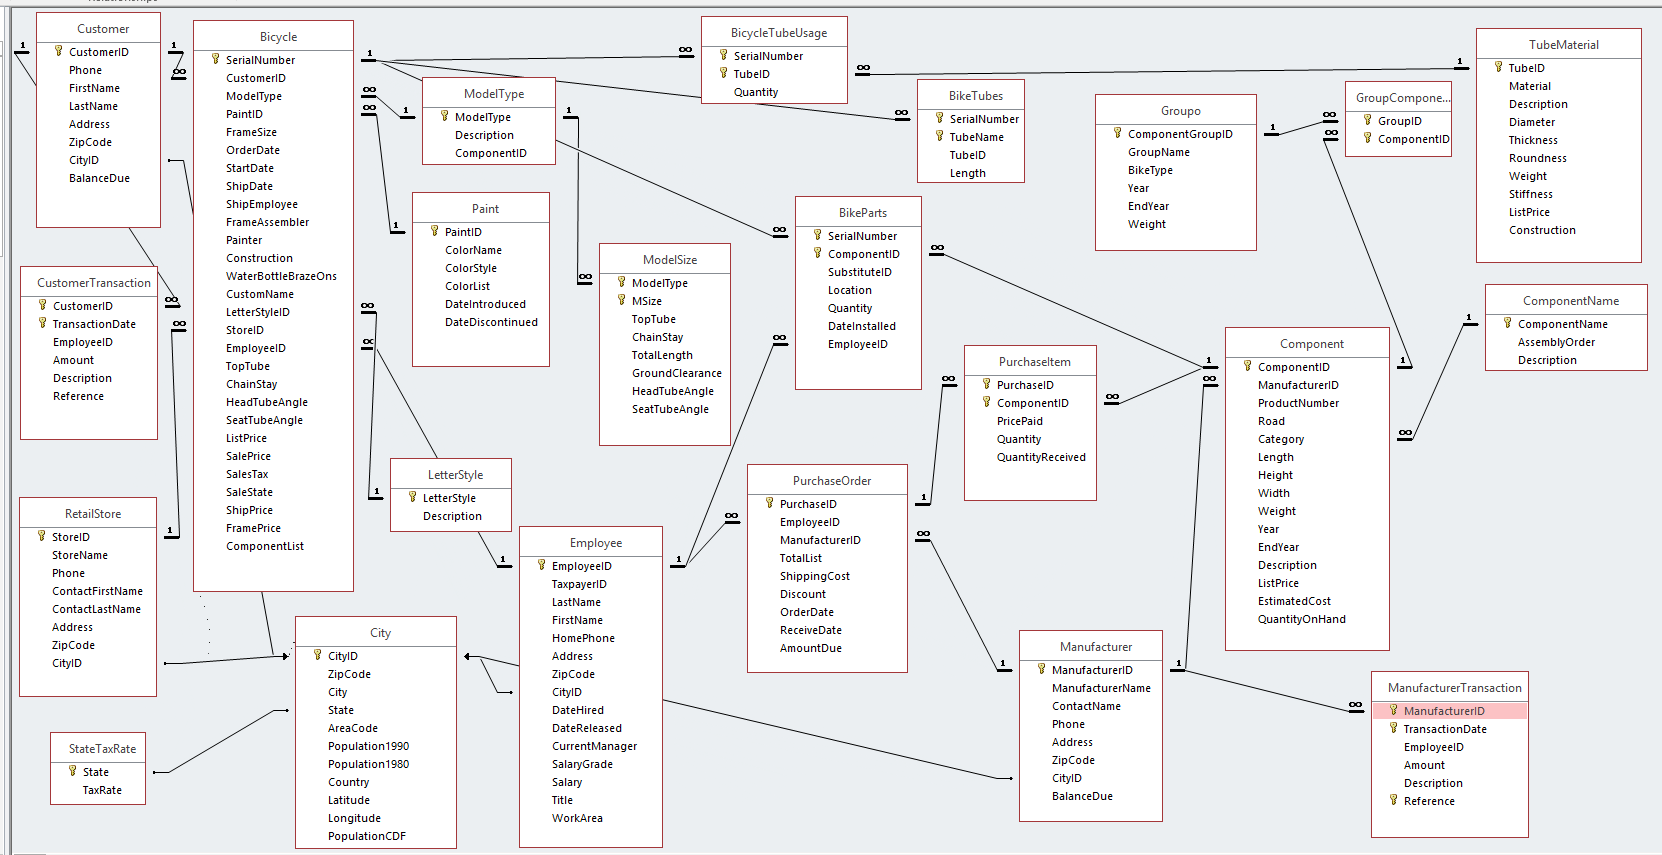 Customer
CustomerID
Phone
FirstName
LastName
Address
ZipCode
CityID
BalanceDue
Bicycle
SerialNumber
CustomerID
ModelType
PaintID
FrameSize
OrderDate
StartDate
ShipDate
ShipEmployee
FrameAssembler
Painter
Construction
WaterBottleBrazeOns
CustomName
LetterStyleID
StoreID
EmployeeID
TopTube
ChainStay
HeadTubeAngle
SeatTubeAngle
ListPrice
SalePrice
SalesTax
SaleState
ShipPrice
FramePrice
ComponentList
CustomerTransaction
CustomerID
TransactionDate
EmployeeID
Amount
Description
Reference
RetailStore
StoreID
StoreName
Phone
ContactFirstName
ContactLastName
Address
ZipCode
CityID
StateTaxRate
State
TaxRate
City
CityID
ZipCode
City
State
AreaCode
Population1990
Population1980
Country
Latitude
Longitude
PopulationCDF
ModelType
ModelType
Description
ComponentID
Paint
PaintID
ColorName
ColorStyle
ColorList
DateIntroduced
DateDiscontinued
LetterStyle
LetterStyle
Description
Employee
EmployeeID
TaxpayerID
LastName
FirstName
HomePhone
Address
ZipCode
CityID
DateHired
DateReleased
CurrentManager
SalaryGrade
Salary
Title
WorkArea
ModelSize
ModelType
MSize
TopTube
ChainStay
TotalLength
GroundClearance
HeadTubeAngle
SeatTubeAngle
BicycleTubeUsage
SerialNumber
TubeID
Quantity
BikeTubes
SerialNumber
TubeName
TubeID
Length
BikeParts
SerialNumber
ComponentID
SubstituteID
Location
Quantity
DateInstalled
EmployeeID
PurchaseOrder
PurchaseID
EmployeeID
ManufacturerID
TotalList
ShippingCost
Discount
OrderDate
ReceiveDate
AmountDue
PurchaseItem
PurchaseID
ComponentID
PricePaid
Quantity
QuantityReceived
Groupo
ComponentGroupID
GroupName
BikeType
Year
EndYear
Weight
GroupCompone...
GroupID
ComponentID
TubeMaterial
TubeID
Material
Description
Diameter
Thickness
Roundness
Weight
Stiffness
ListPrice
Construction
ComponentName
ComponentName
AssemblyOrder
Description
Component
ComponentID
ManufacturerID
ProductNumber
Road
Category
Length
Height
Width
Weight
Year
EndYear
Description
ListPrice
EstimatedCost
QuantityOnHand
Manufacturer
ManufacturerID
ManufacturerName
ContactName
Phone
Address
ZipCode
CityID
BalanceDue
ManufacturerTransaction
ManufacturerID
TransactionDate
EmployeeID
Amount
Description
Reference